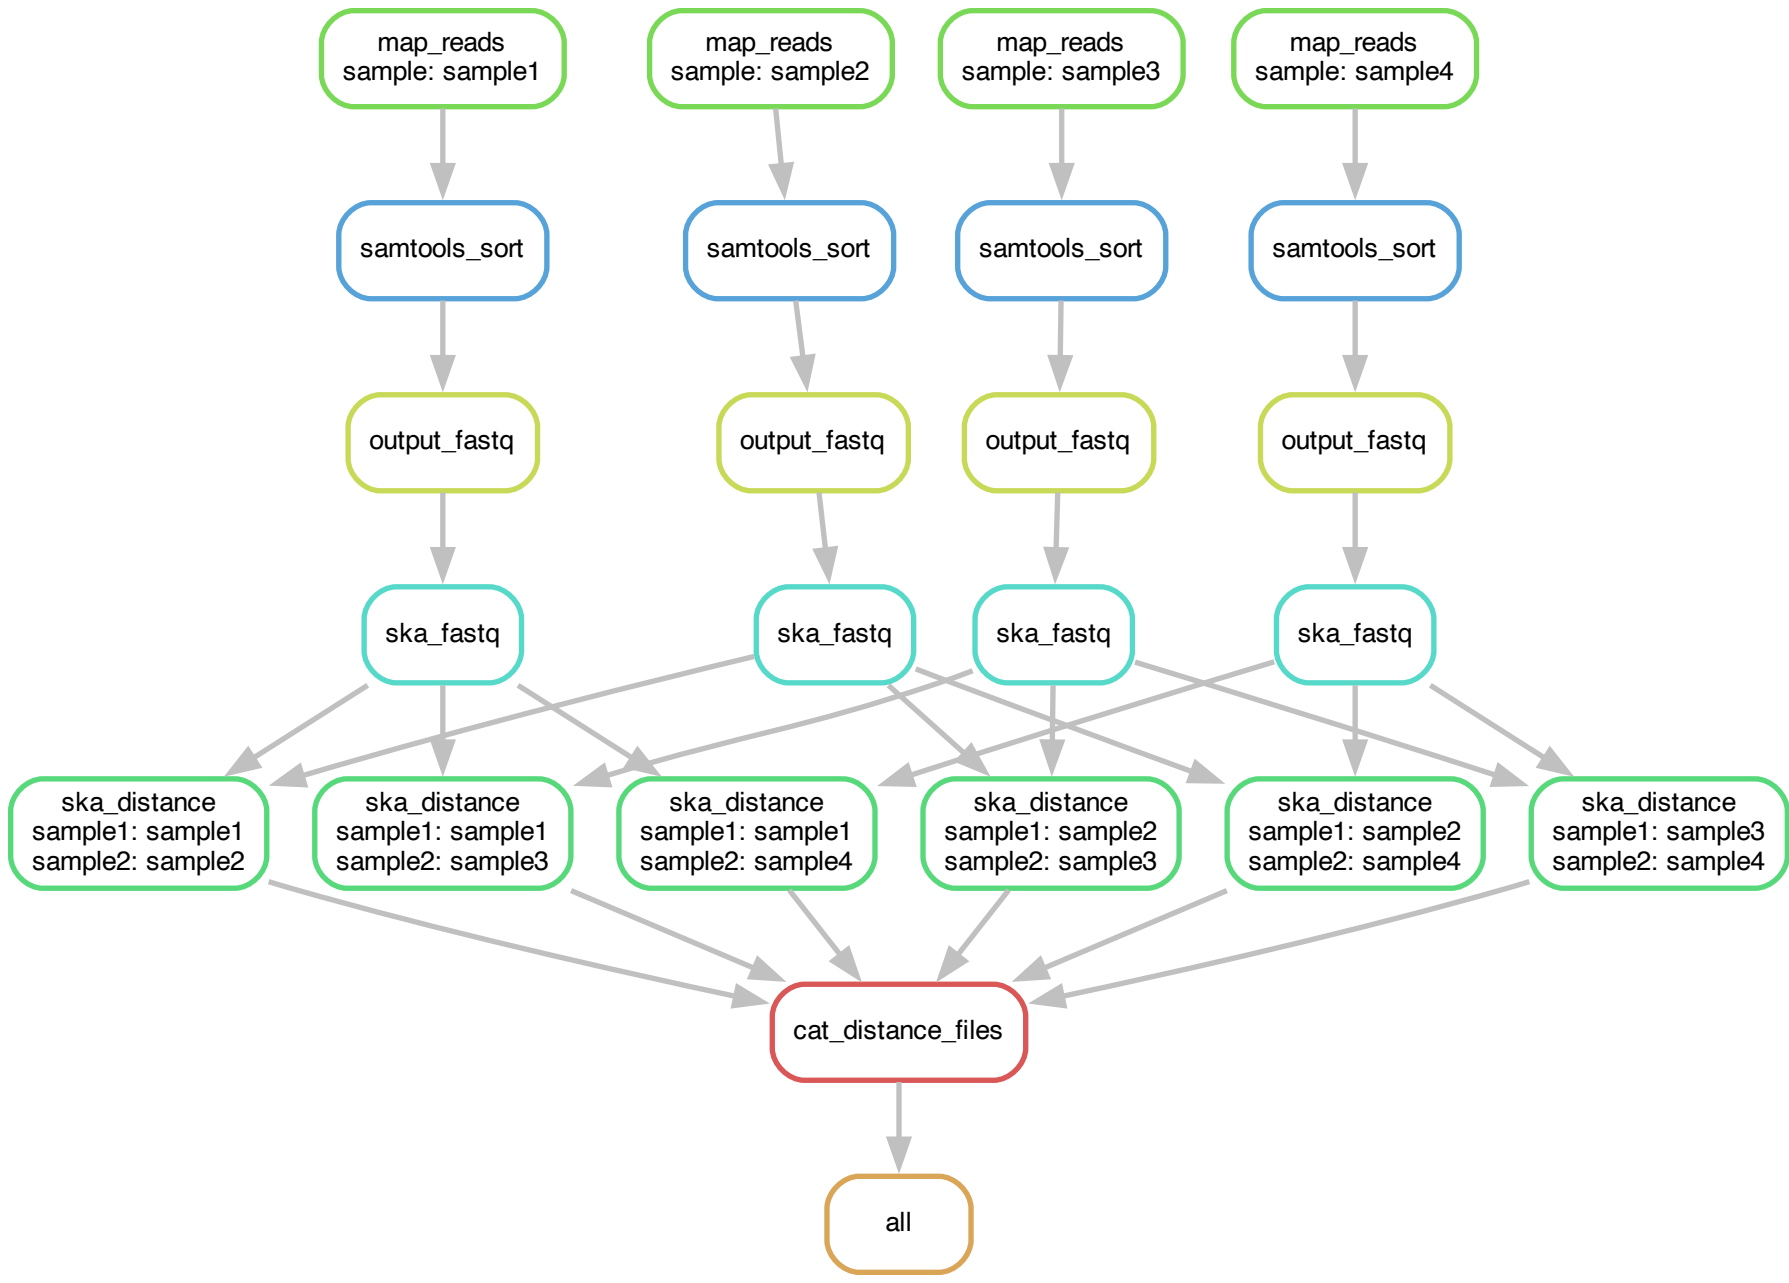 map_reads
sample: sample1
map_reads
sample: sample2
map_reads
sample: sample3
map_reads
sample: sample4
samtools_sort
samtools_sort
samtools_sort
samtools_sort
output_fastq
output_fastq
output_fastq
output_fastq
ska_fastq
ska_fastq
ska_fastq
ska_fastq
ska_distance
sample1: sample1
sample2: sample2
ska_distance
sample1: sample1
sample2: sample3
ska_distance
sample1: sample1
sample2: sample4
ska_distance
sample1: sample2
sample2: sample3
ska_distance
sample1: sample2
sample2: sample4
ska_distance
sample1: sample3
sample2: sample4
cat_distance_files
all